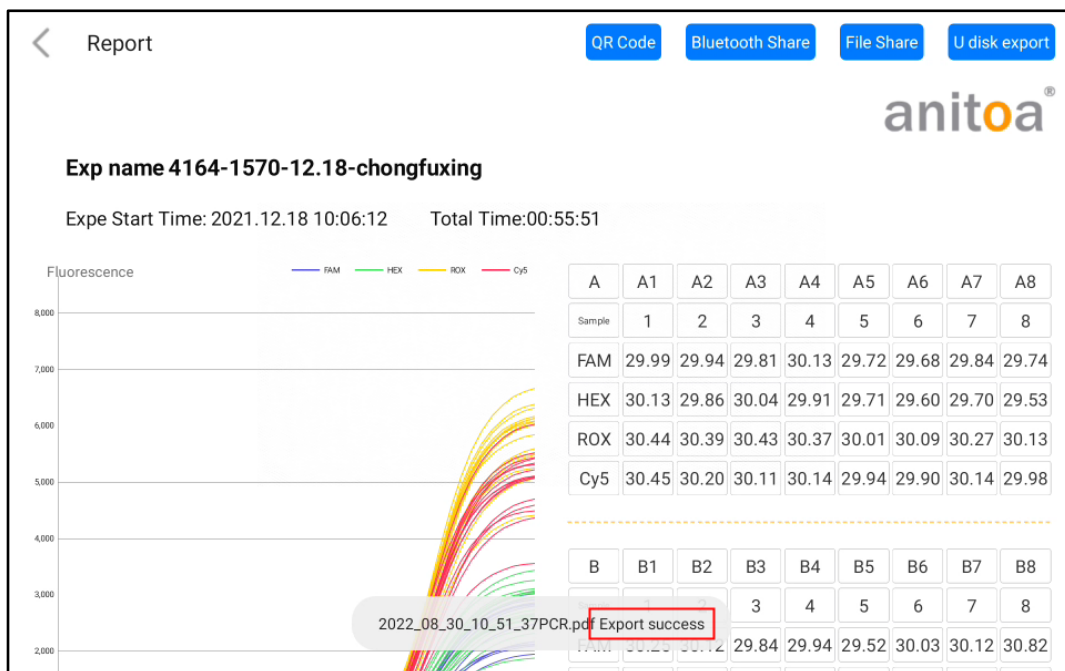 Report
QR Code
Bluetooth Share
File Share
U disk export
anitoa®
Exp name 4164-1570-12.18-chongfuxing
Expe Start Time: 2021.12.18 10:06:12 Total Time:00:55:51
Fluorescence
FAM HEX ROX Cy5
8,000
7,000
6,000
5,000
4,000
3,000
2,000
A A1 A2 A3 A4 A5 A6 A7 A8
Sample 1 2 3 4 5 6 7 8
FAM 29.99 29.94 29.81 30.13 29.72 29.68 29.84 29.74
HEX 30.13 29.86 30.04 29.91 29.71 29.60 29.70 29.53
ROX 30.44 30.39 30.43 30.37 30.01 30.09 30.27 30.13
Cy5 30.45 30.20 30.11 30.14 29.94 29.90 30.14 29.98
B B1 B2 B3 B4 B5 B6 B7 B8
3 4 5 6 7 8
2022_08_30_10_51_37PCR.pdf Export success
FAM 29.84 29.94 29.52 30.03 30.12 30.82